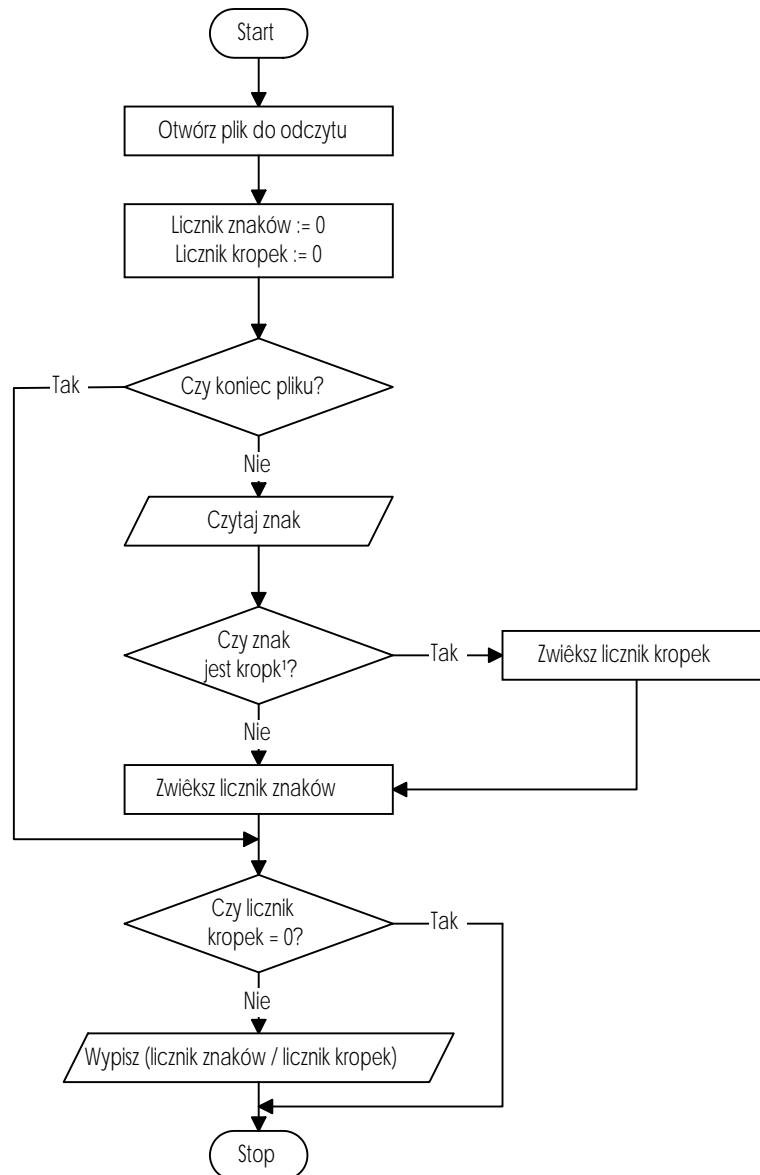 Start
Otwórz plik do odczytu
Licznik znaków := 0
Licznik kropek := 0
Czy koniec pliku?
Tak
Nie
Czytaj znak
Czy znak
jest kropk¹?
Tak
Zwiêksz licznik kropek
Nie
Zwiêksz licznik znaków
Czy licznik
kropek = 0?
Tak
Nie
Wypisz (licznik znaków / licznik kropek)
Stop